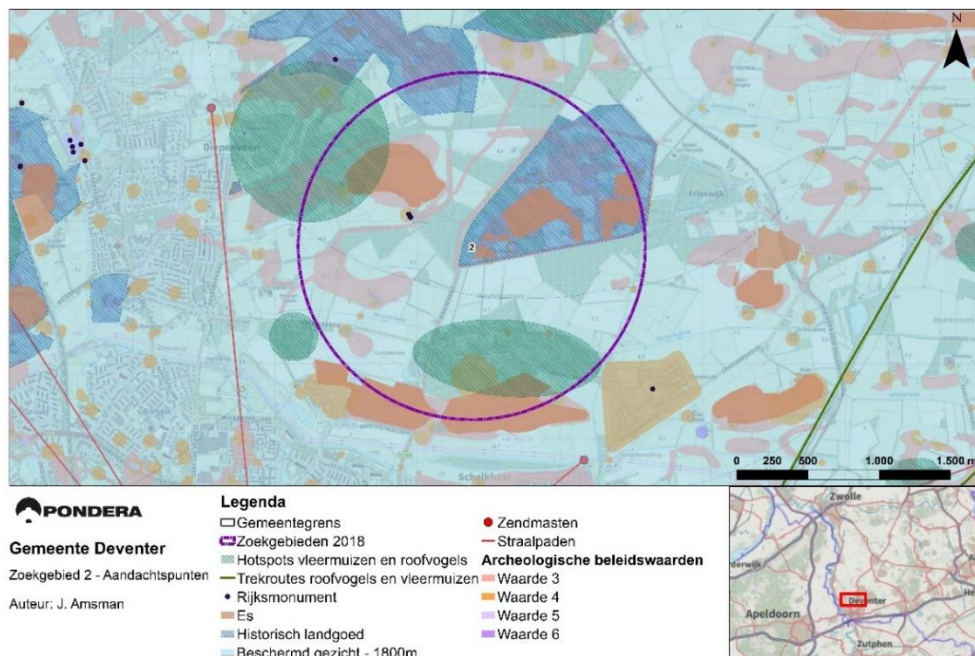 N
Diepenveen
Frieswijk
2
Schalkhaar
0 250 500 1.000 1.500 m
PONDERA
Gemeente Deventer
Zoekgebied 2 - Aandachtspunten
Auteur: J. Amsman
Legenda
Gemeentegrens
Zoekgebieden 2018
Hotspots vleermuizen en roofvogels
Trekroutes roofvogels en vleermuizen
Rijksmonument
Es
Historisch landgoed
Beschermd gezicht - 1800m
Zendmasten
Straalpaden
Archeologische beleidswaarden
Waarde 3
Waarde 4
Waarde 5
Waarde 6
Zwolle
derwijk
Deventer
He
Apeldoorn
Zutphen